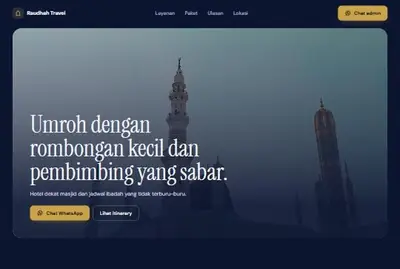 Raudhah Travel
Layanan Paket Ulasan Lokasi
Chat admin
Umroh dengan
rombongan kecil dan
pembimbing yang sabar.
Hotel dekat masjid dan jadwal ibadah yang tidak terburu-buru.
Chat WhatsApp
Lihat itinerary